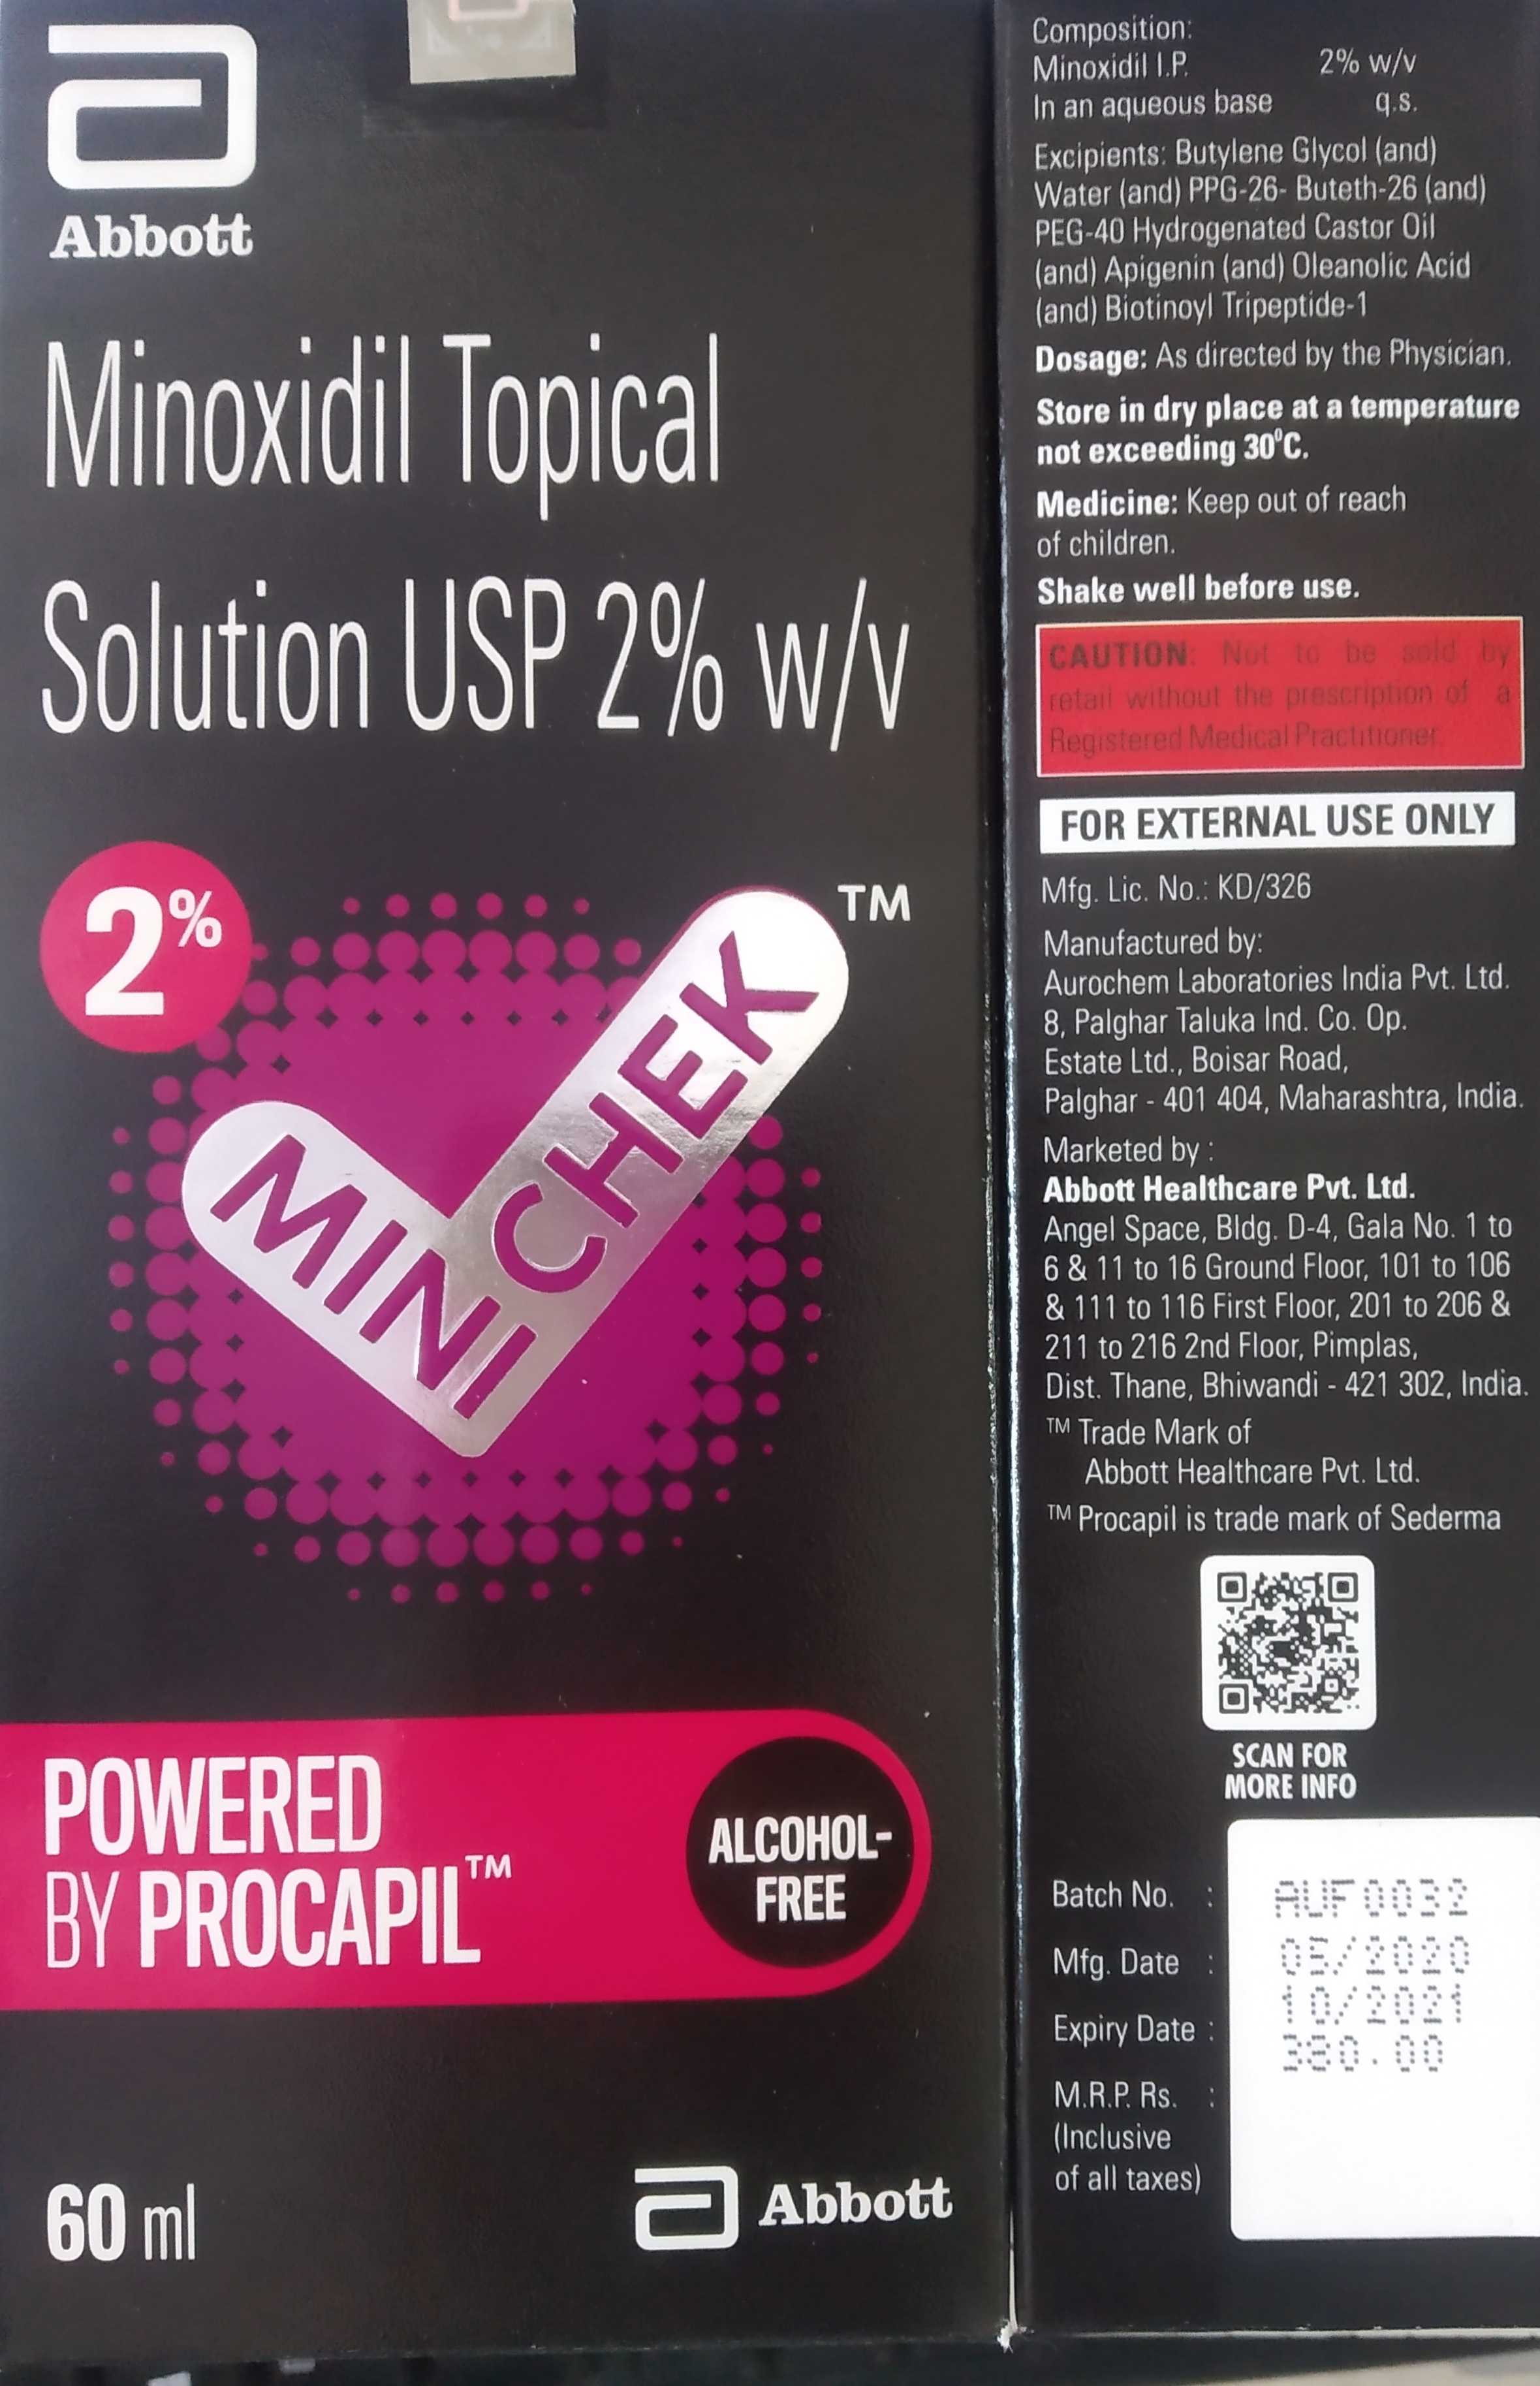 Abbott
Minoxidil Topical
Solution USP 2% w/v
2%
MINICHEK™
POWERED
BY PROCAPIL™
ALCOHOL-
FREE
60 ml
Abbott
Composition:
Minoxidil I.P. 2% w/v
In an aqueous base q.s.
Excipients: Butylene Glycol (and)
Water (and) PPG-26- Buteth-26 (and)
PEG-40 Hydrogenated Castor Oil
(and) Apigenin (and) Oleanolic Acid
(and) Biotinoyl Tripeptide-1
Dosage: As directed by the Physician.
Store in dry place at a temperature
not exceeding 30⁰C.
Medicine: Keep out of reach
of children.
Shake well before use.
CAUTION: Not to be sold by
retail without the prescription of a
Registered Medical Practitioner.
FOR EXTERNAL USE ONLY
Mfg. Lic. No.: KD/326
Manufactured by:
Aurochem Laboratories India Pvt. Ltd.
8, Palghar Taluka Ind. Co. Op.
Estate Ltd., Boisar Road,
Palghar - 401 404, Maharashtra, India.
Marketed by :
Abbott Healthcare Pvt. Ltd.
Angel Space, Bldg. D-4, Gala No. 1 to
6 & 11 to 16 Ground Floor, 101 to 106
& 111 to 116 First Floor, 201 to 206 &
211 to 216 2nd Floor, Pimplas,
Dist. Thane, Bhiwandi - 421 302, India.
™ Trade Mark of
Abbott Healthcare Pvt. Ltd.
™ Procapil is trade mark of Sederma
SCAN FOR
MORE INFO
Batch No. : AUF0032
Mfg. Date : 05/2020
Expiry Date : 10/2021
M.R.P. Rs. : 380.00
(Inclusive
of all taxes)